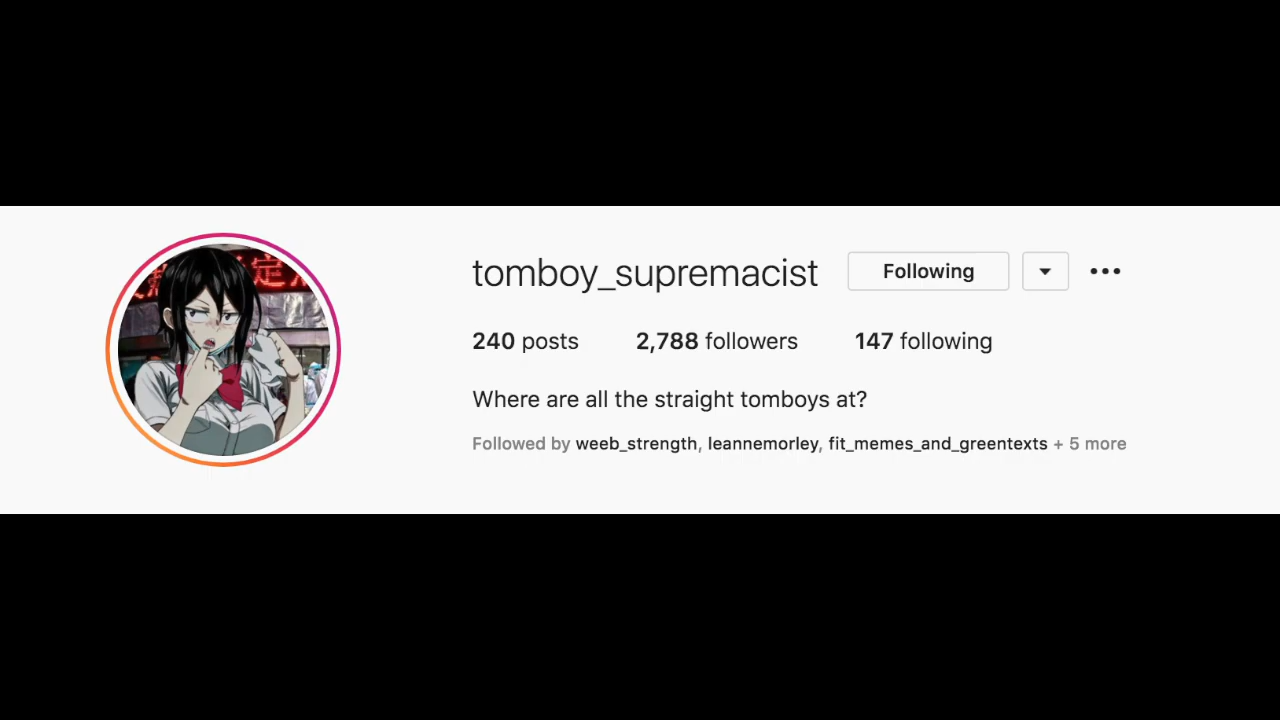 定
tomboy_supremacist Following
240 posts 2,788 followers 147 following
Where are all the straight tomboys at?
Followed by weeb_strength, leannemorley, fit_memes_and_greentexts + 5 more